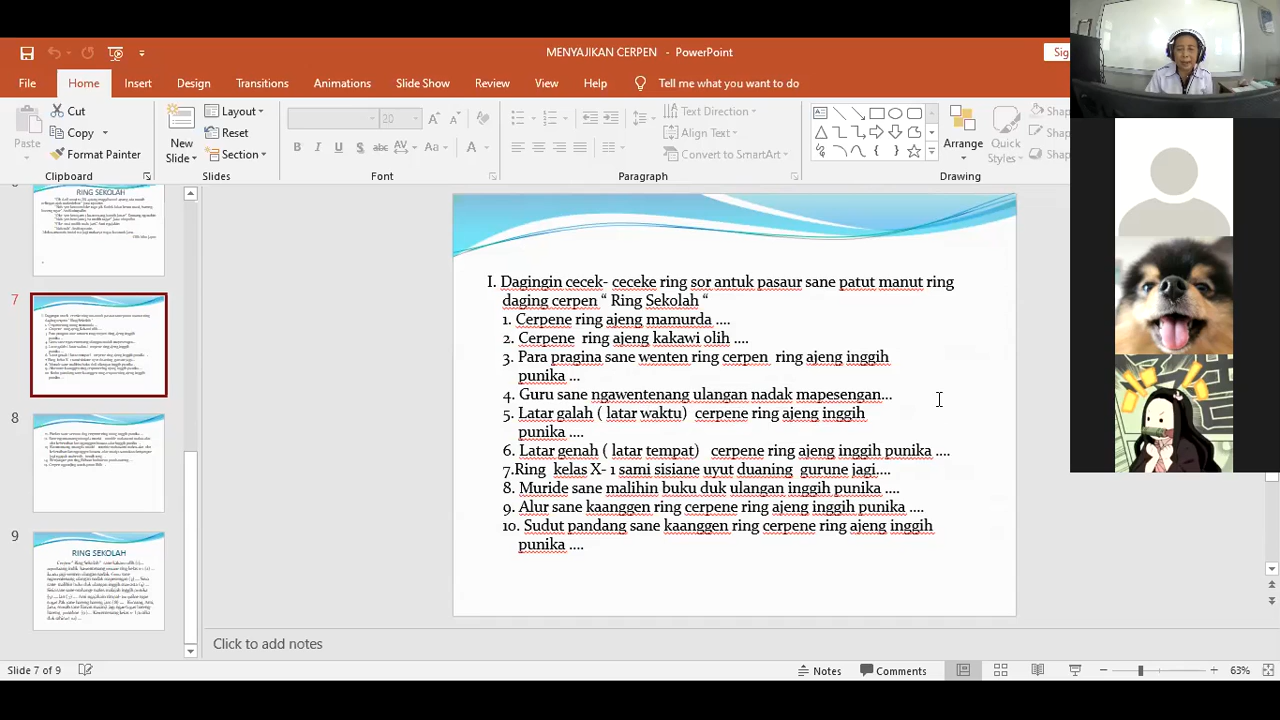 MENYAJIKAN CERPEN - PowerPoint
File Home Insert Design Transitions Animations Slide Show Review View Help Tell me what you want to do
Paste
Cut
Copy
Format Painter
Clipboard
New Slide
Layout
Reset
Section
Slides
20
Font
Text Direction
Align Text
Convert to SmartArt
Paragraph
Arrange
Quick Styles
Drawing
RING SEKOLAH
7
8
9
RING SEKOLAH
I. Dagingin cecek- ceceke ring sor antuk pasaur sane patut manut ring
daging cerpen “ Ring Sekolah “
1. Cerpene ring ajeng mamurda ....
2. Cerpene ring ajeng kakawi olih ....
3. Para pragina sane wenten ring cerpen ring ajeng inggih
punika ...
4. Guru sane ngawentenang ulangan nadak mapesengan...
5. Latar galah ( latar waktu) cerpene ring ajeng inggih
punika ....
6. Latar genah ( latar tempat) cerpene ring ajeng inggih punika ....
7.Ring kelas X- 1 sami sisiane uyut duaning gurune jagi....
8. Muride sane malihin buku duk ulangan inggih punika ....
9. Alur sane kaanggen ring cerpene ring ajeng inggih punika ....
10. Sudut pandang sane kaanggen ring cerpene ring ajeng inggih
punika ....
Click to add notes
Slide 7 of 9
Notes
Comments
63%